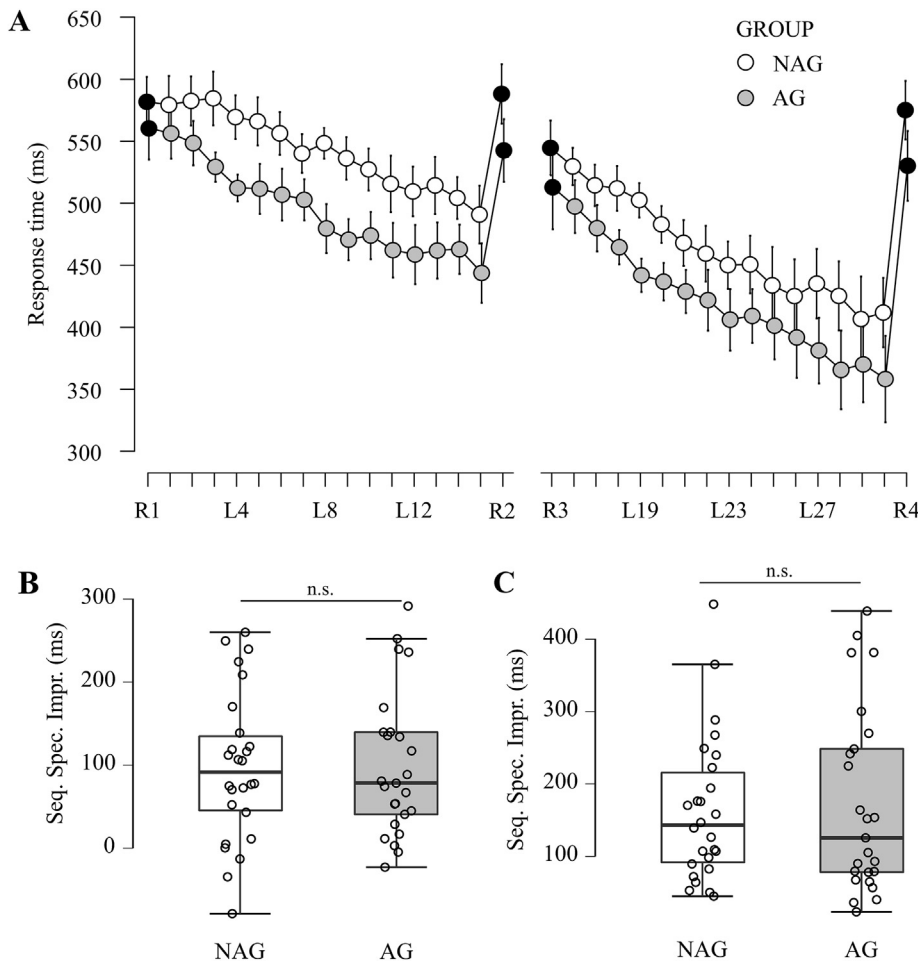 A
GROUP
NAG
AG
Response time (ms)
650
600
550
500
450
400
350
300
R1 L4 L8 L12 R2 R3 L19 L23 L27 R4
B
n.s.
Seq. Spec. Impr. (ms)
300
200
100
0
NAG AG
C
n.s.
Seq. Spec. Impr. (ms)
400
300
200
100
NAG AG